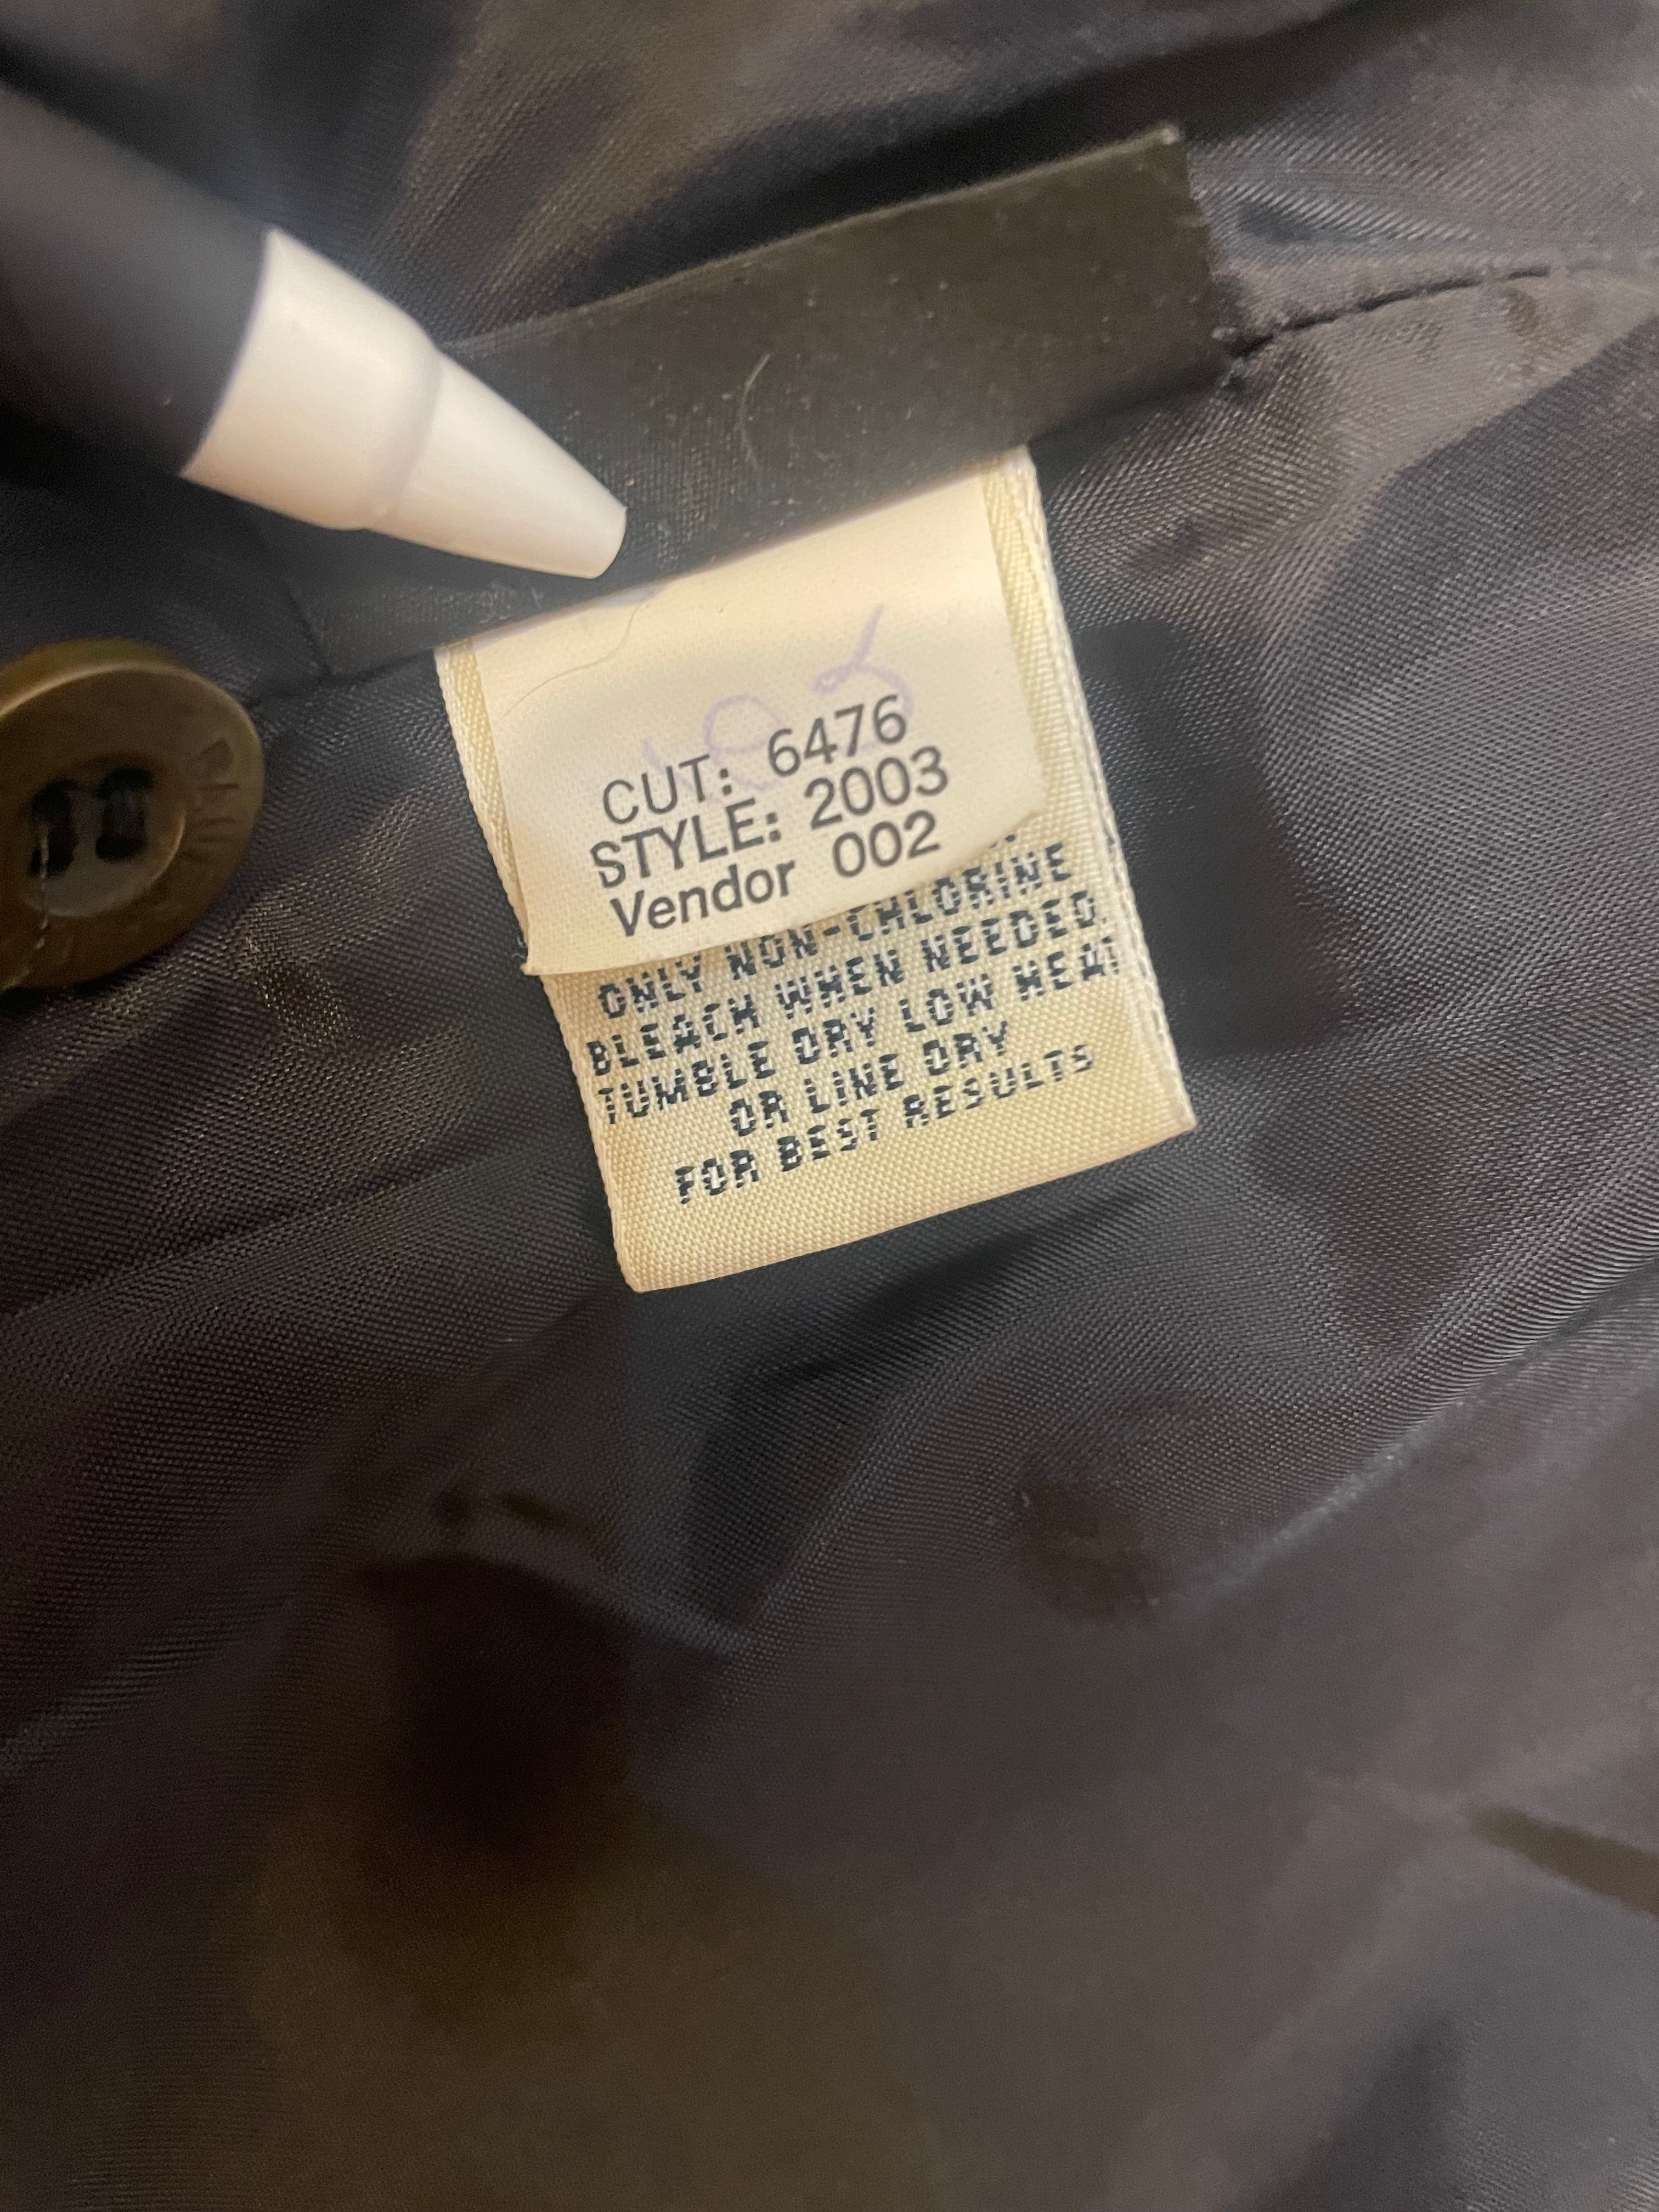 CUT: 6476
STYLE: 2003
Vendor 002
ONLY NON-CHLORINE
BLEACH WHEN NEEDED.
TUMBLE DRY LOW HEAT
OR LINE DRY
FOR BEST RESULTS